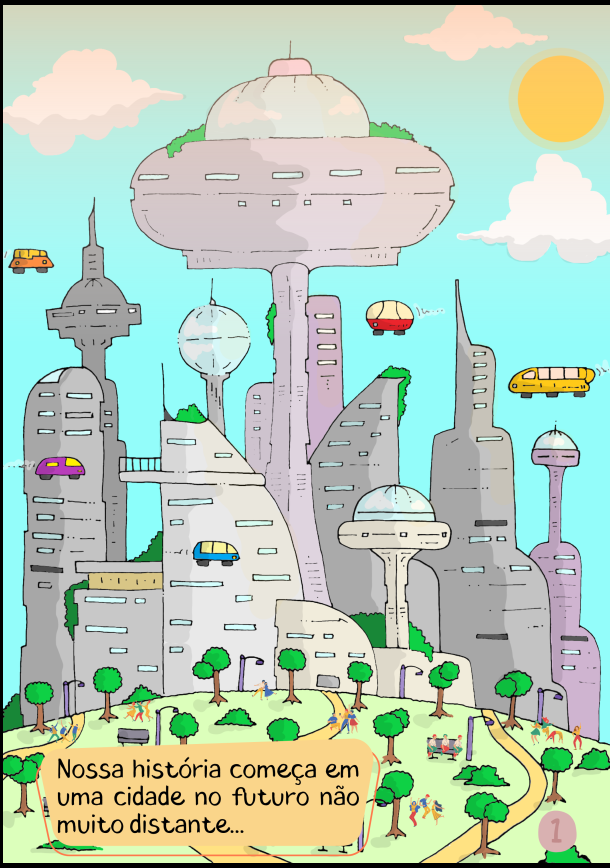 Nossa história começa em
uma cidade no futuro não
muito distante...
1